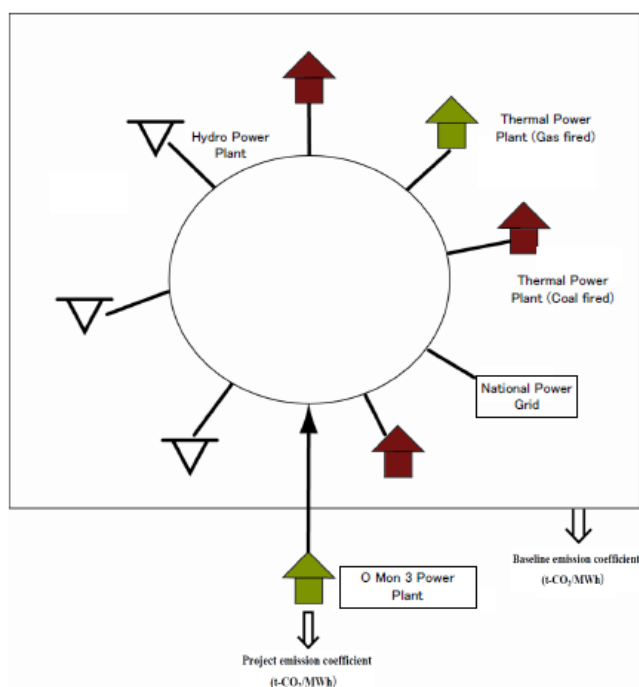 Hydro Power
Plant
Thermal Power
Plant (Gas fired)
Thermal Power
Plant (Coal fired)
National Power
Grid
O Mon 3 Power
Plant
Baseline emission coefficient
(t-CO₂/MWh)
Project emission coefficient
(t-CO₂/MWh)